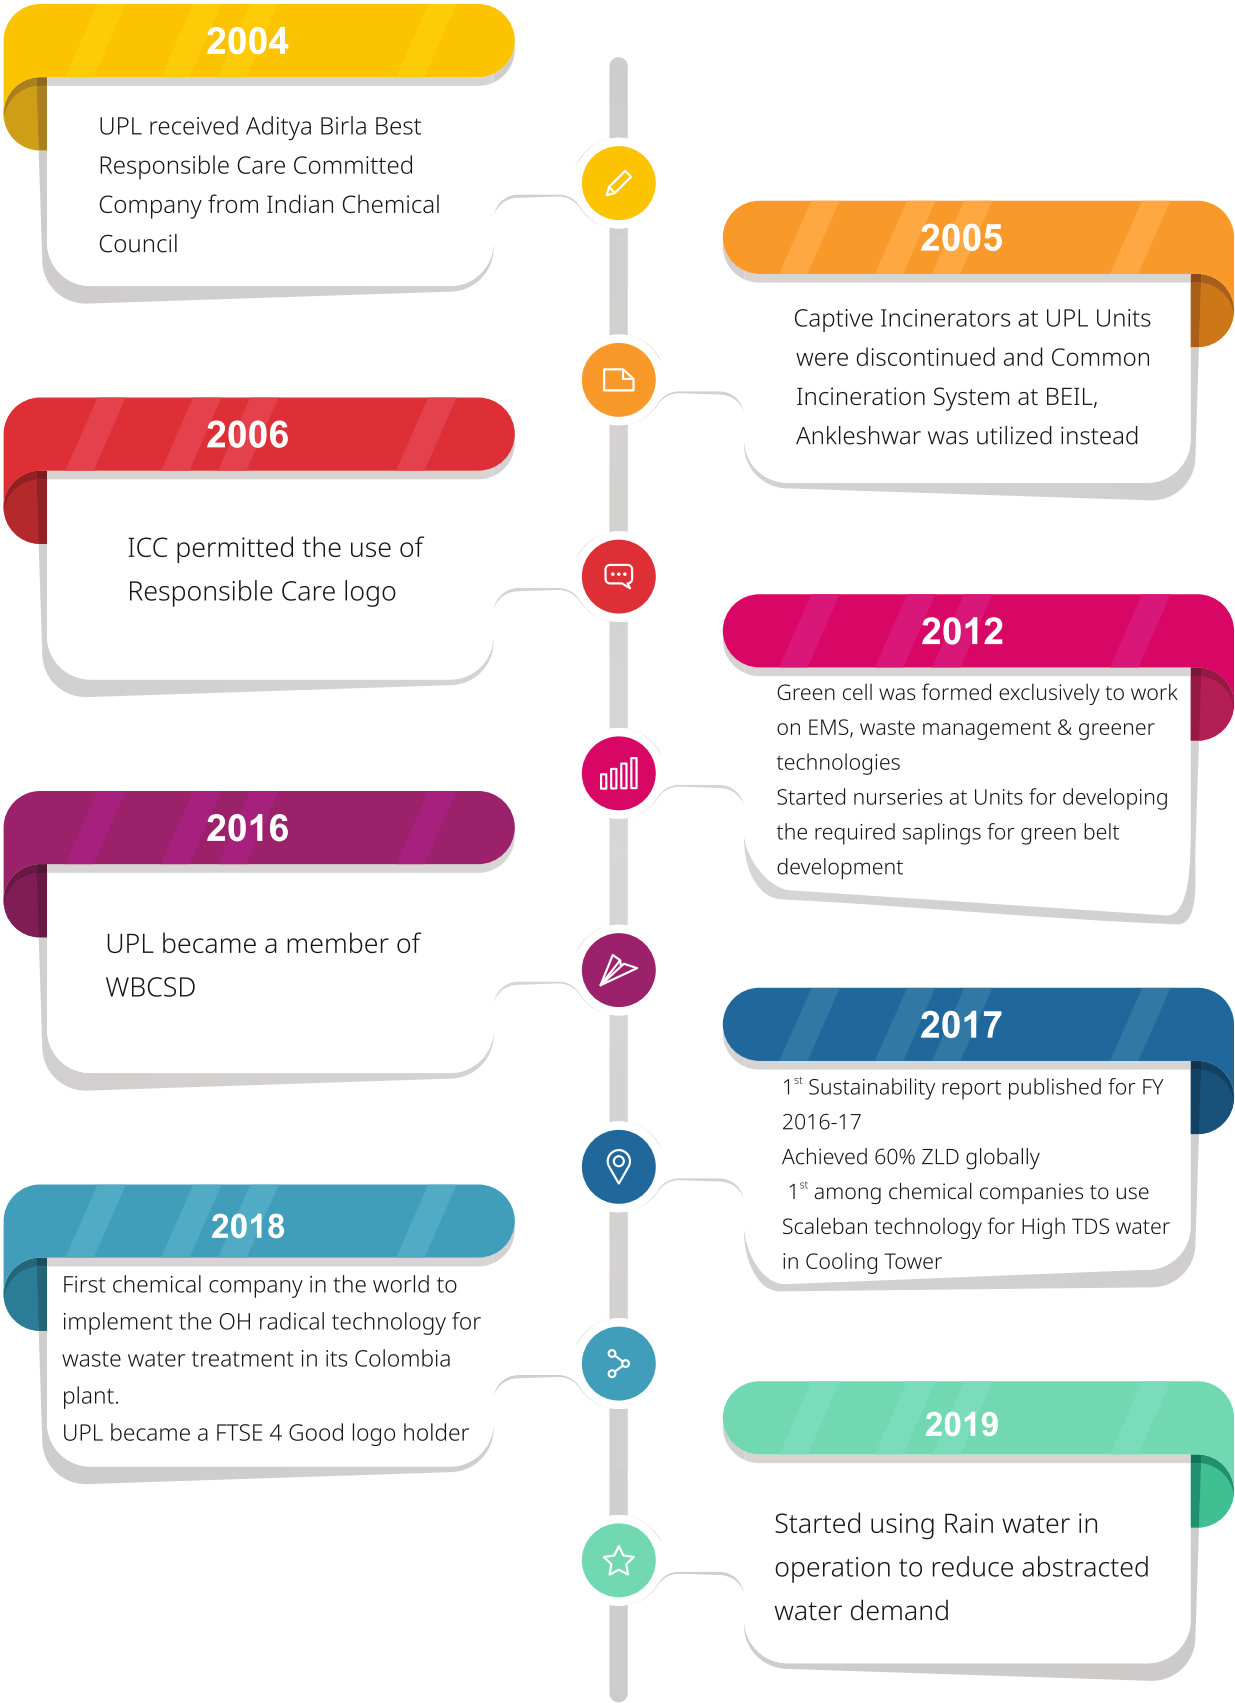 2004
UPL received Aditya Birla Best
Responsible Care Committed
Company from Indian Chemical
Council
2005
Captive Incinerators at UPL Units
were discontinued and Common
Incineration System at BEIL,
Ankleshwar was utilized instead
2006
ICC permitted the use of
Responsible Care logo
2012
Green cell was formed exclusively to work
on EMS, waste management & greener
technologies
Started nurseries at Units for developing
the required saplings for green belt
development
2016
UPL became a member of
WBCSD
2017
1st Sustainability report published for FY
2016-17
Achieved 60% ZLD globally
1st among chemical companies to use
Scaleban technology for High TDS water
in Cooling Tower
2018
First chemical company in the world to
implement the OH radical technology for
waste water treatment in its Colombia
plant.
UPL became a FTSE 4 Good logo holder
2019
Started using Rain water in
operation to reduce abstracted
water demand